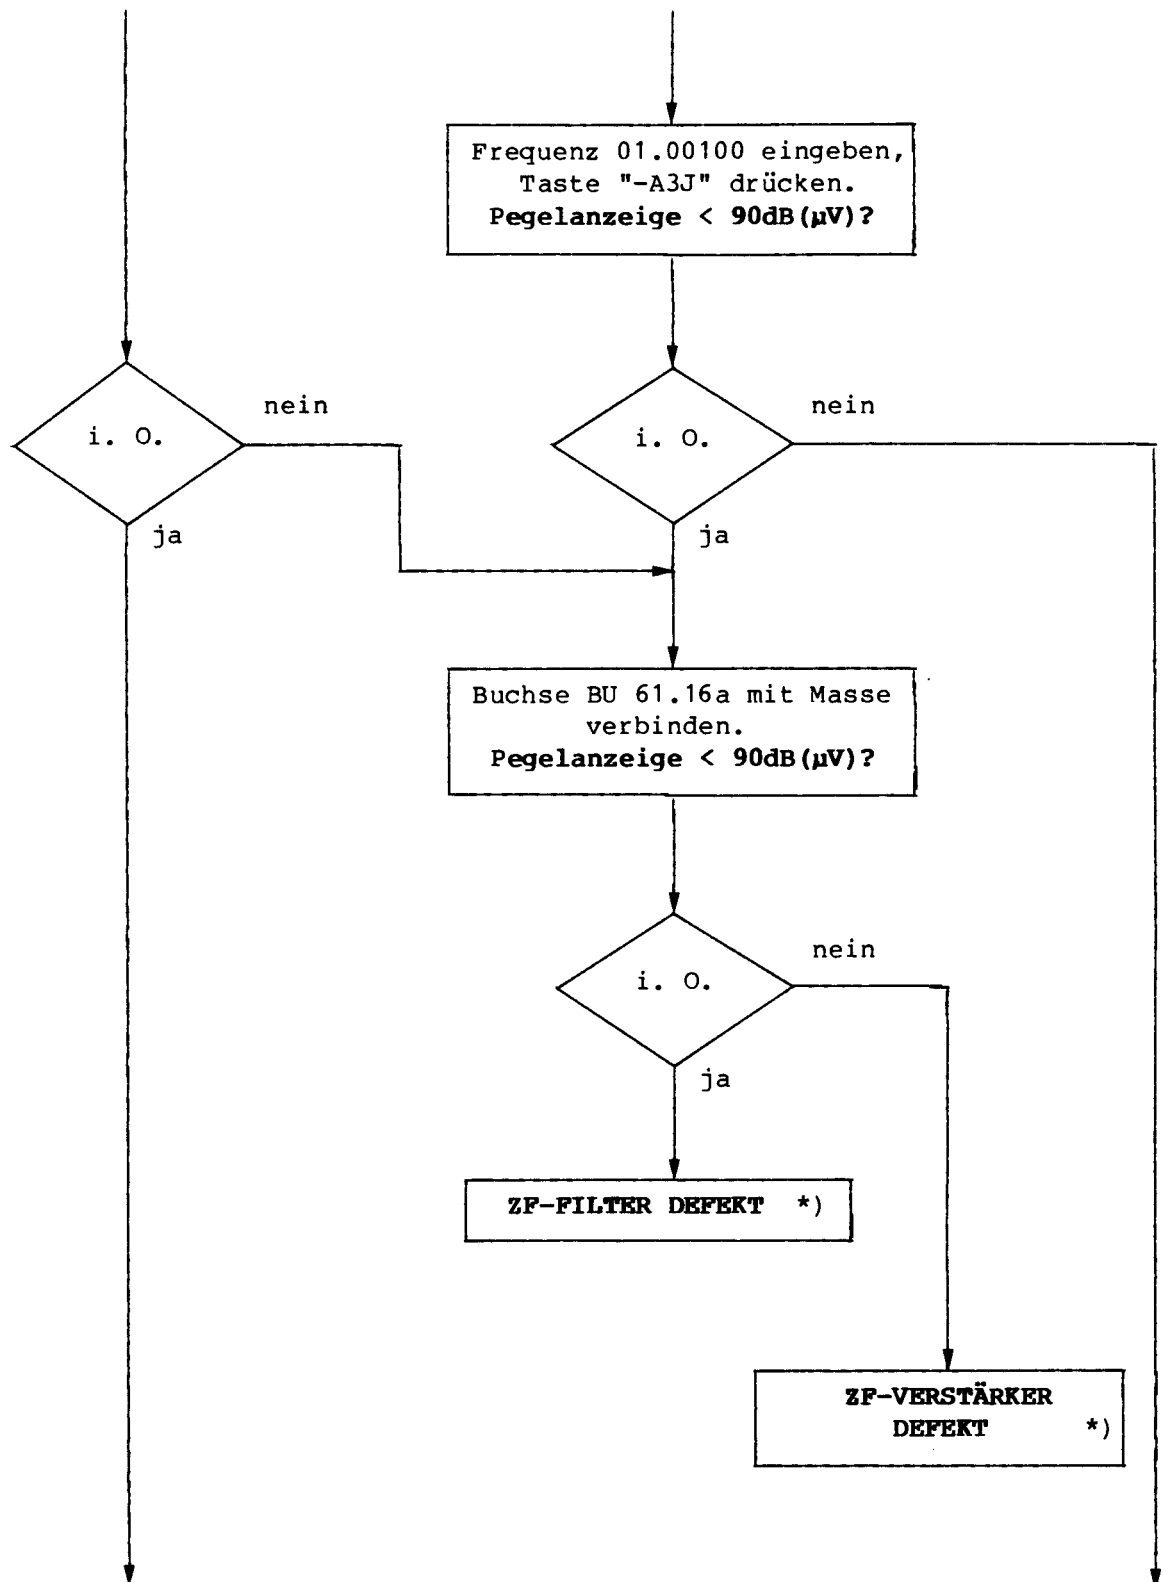 Frequenz 01.00100 eingeben,
Taste "-A3J" drücken.
Pegelanzeige < 90dB(µV)?
nein
nein
i. O.
i. O.
ja
ja
Buchse BU 61.16a mit Masse
verbinden.
Pegelanzeige < 90dB(µV)?
nein
i. O.
ja
ZF-FILTER DEFEKT *)
ZF-VERSTÄRKER
DEFEKT *)